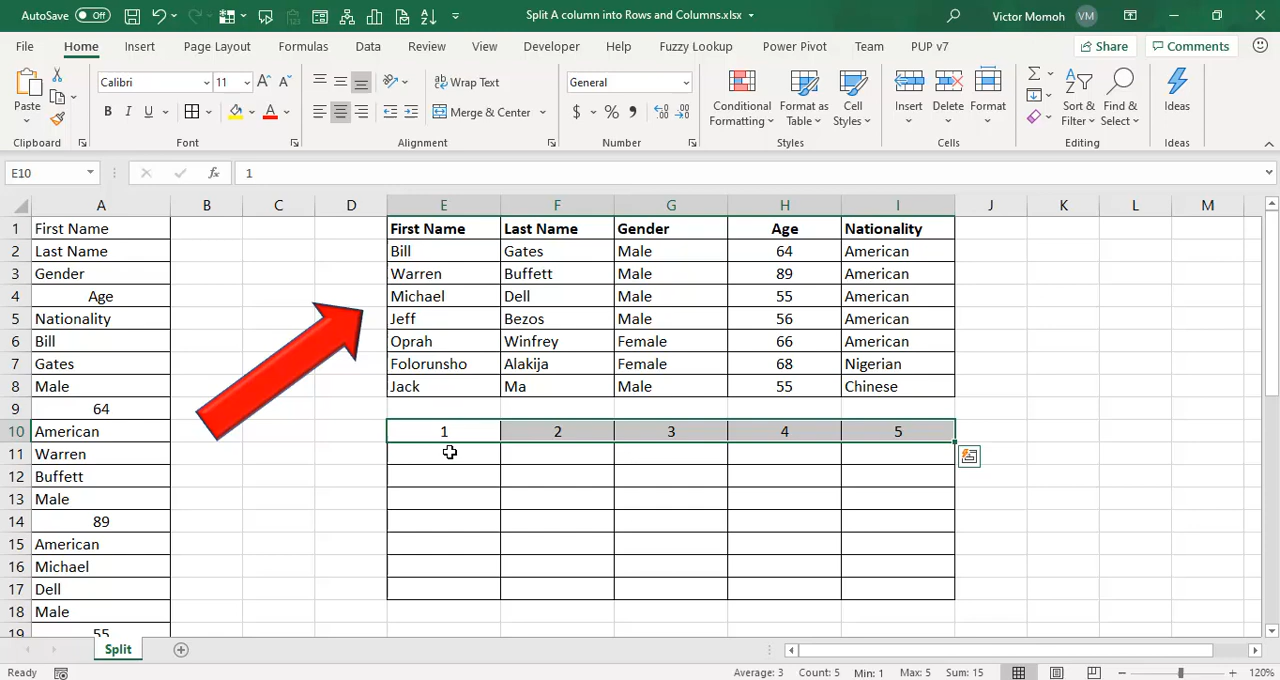 AutoSave Off
Split A column into Rows and Columns.xlsx
Victor Momoh VM
File Home Insert Page Layout Formulas Data Review View Developer Help Fuzzy Lookup Power Pivot Team PUP v7 Share Comments
Paste
Calibri 11
B I U
Wrap Text
Merge & Center
General
$ % ,
Conditional Formatting
Format as Table
Cell Styles
Insert Delete Format
Sort & Filter
Find & Select
Ideas
Clipboard Font Alignment Number Styles Cells Editing Ideas
E10 fx 1
A B C D E F G H I J K L M
1 First Name First Name Last Name Gender Age Nationality
2 Last Name Bill Gates Male 64 American
3 Gender Warren Buffett Male 89 American
4 Age Michael Dell Male 55 American
5 Nationality Jeff Bezos Male 56 American
6 Bill Oprah Winfrey Female 66 American
7 Gates Folorunsho Alakija Female 68 Nigerian
8 Male Jack Ma Male 55 Chinese
9 64
10 American 1 2 3 4 5
11 Warren
12 Buffett
13 Male
14 89
15 American
16 Michael
17 Dell
18 Male
19 55
Split
Ready Average: 3 Count: 5 Min: 1 Max: 5 Sum: 15 120%